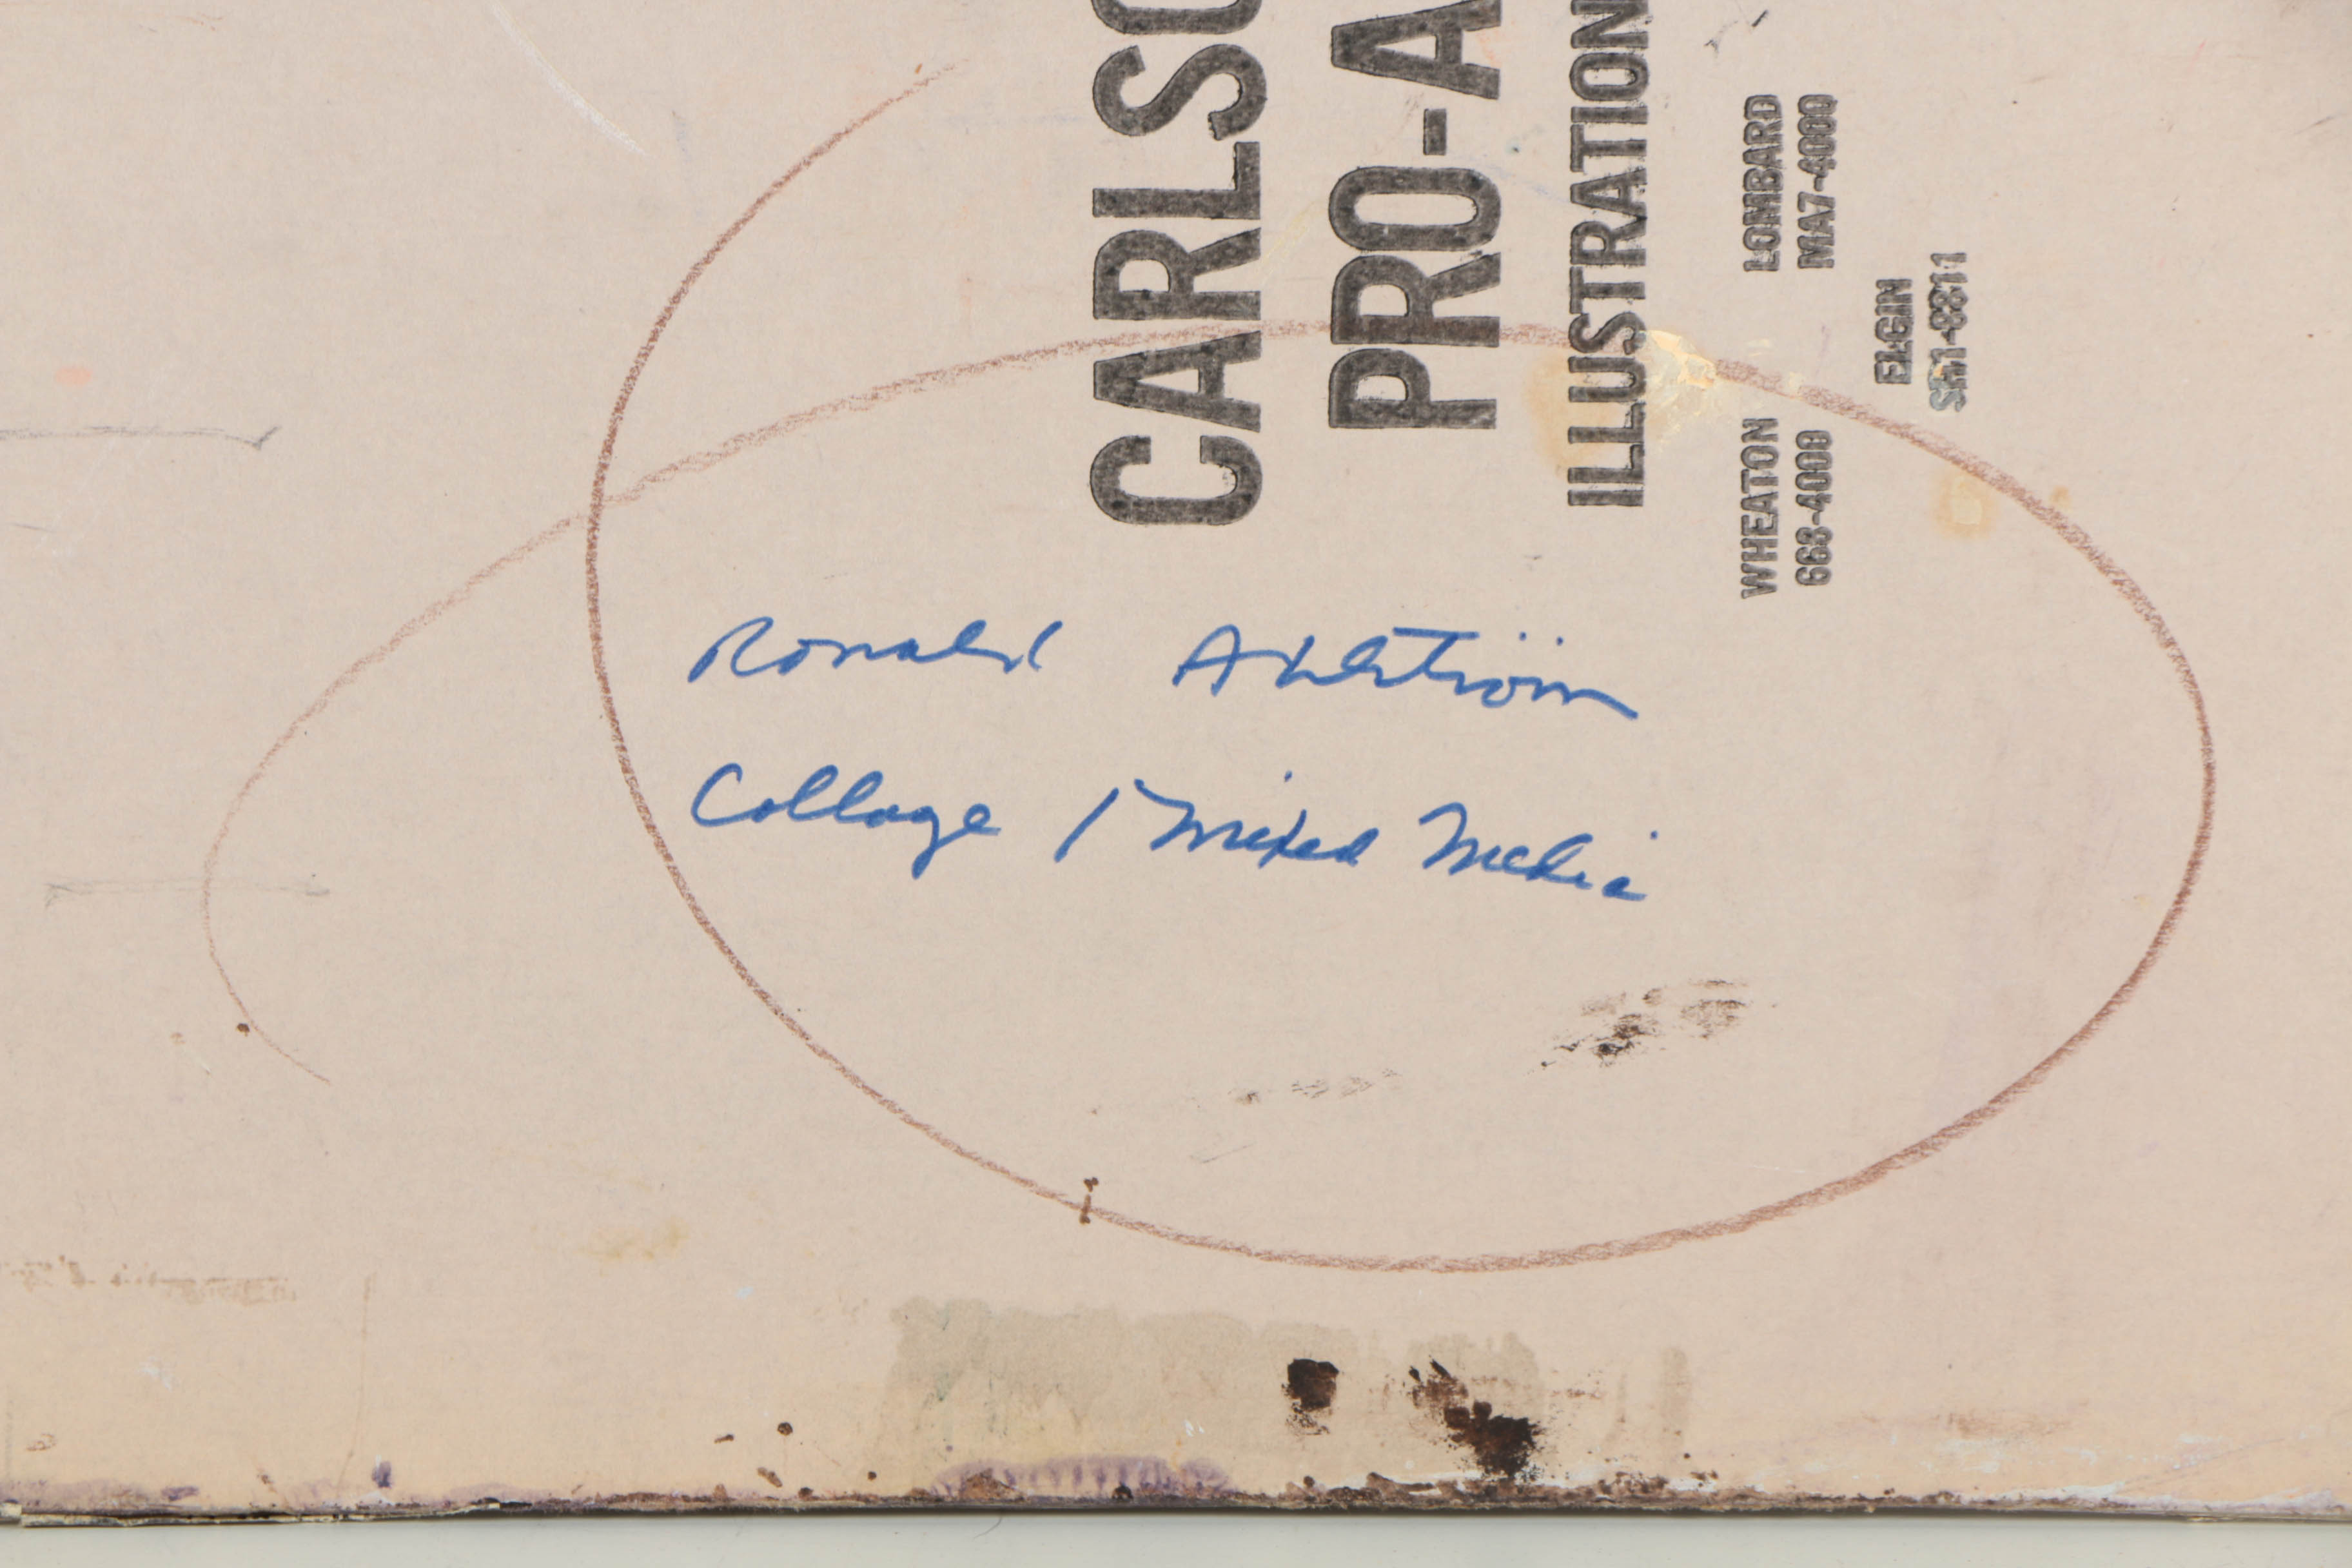 CARLSO
PRO-A
ILLUSTRATION
LOMBARD
MA7-4000
WHEATON
668-4000
ELGIN
Ronald Ahlström
Collage / Mixed Media